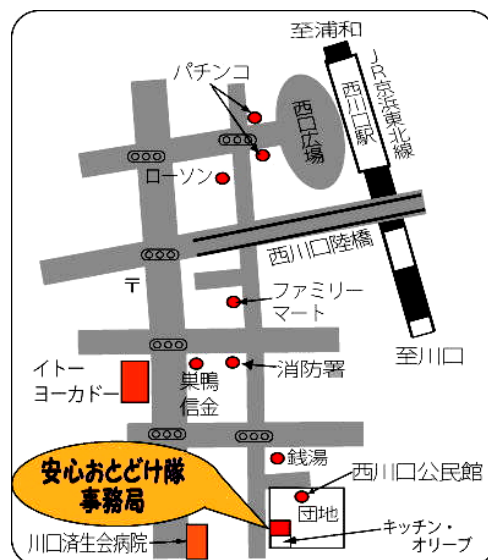 至浦和
JR京浜東北線
西川口駅
パチンコ
西口広場
ローソン
西川口陸橋
〒
ファミリー
マート
至川口
イトー
ヨーカドー
巣鴨
信金
消防署
銭湯
安心おとどけ隊
事務局
西川口公民館
団地
川口済生会病院
キッチン・
オリーブ